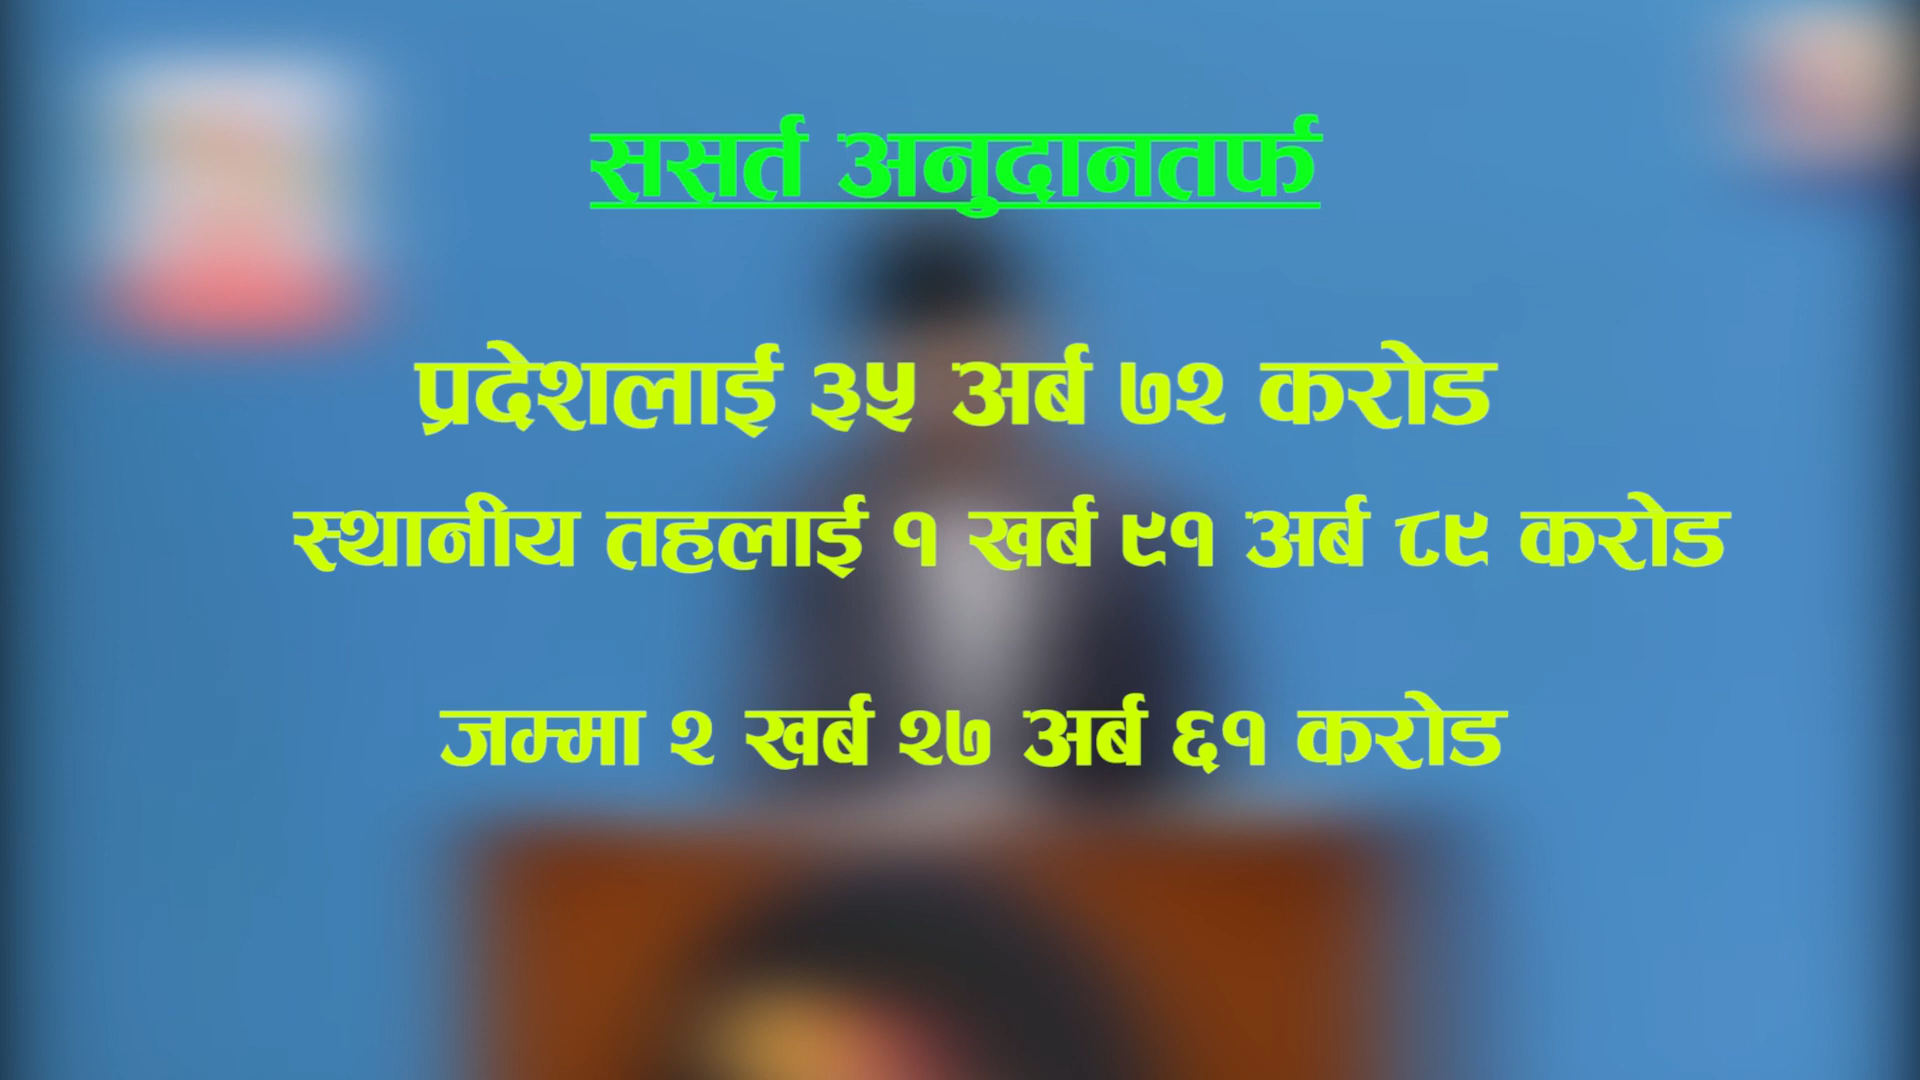 ससर्त अनुदानतर्फ
प्रदेशलाई ३५ अर्ब ७२ करोड
स्थानीय तहलाई १ खर्ब ९१ अर्ब ८९ करोड
जम्मा २ खर्ब २७ अर्ब ६१ करोड